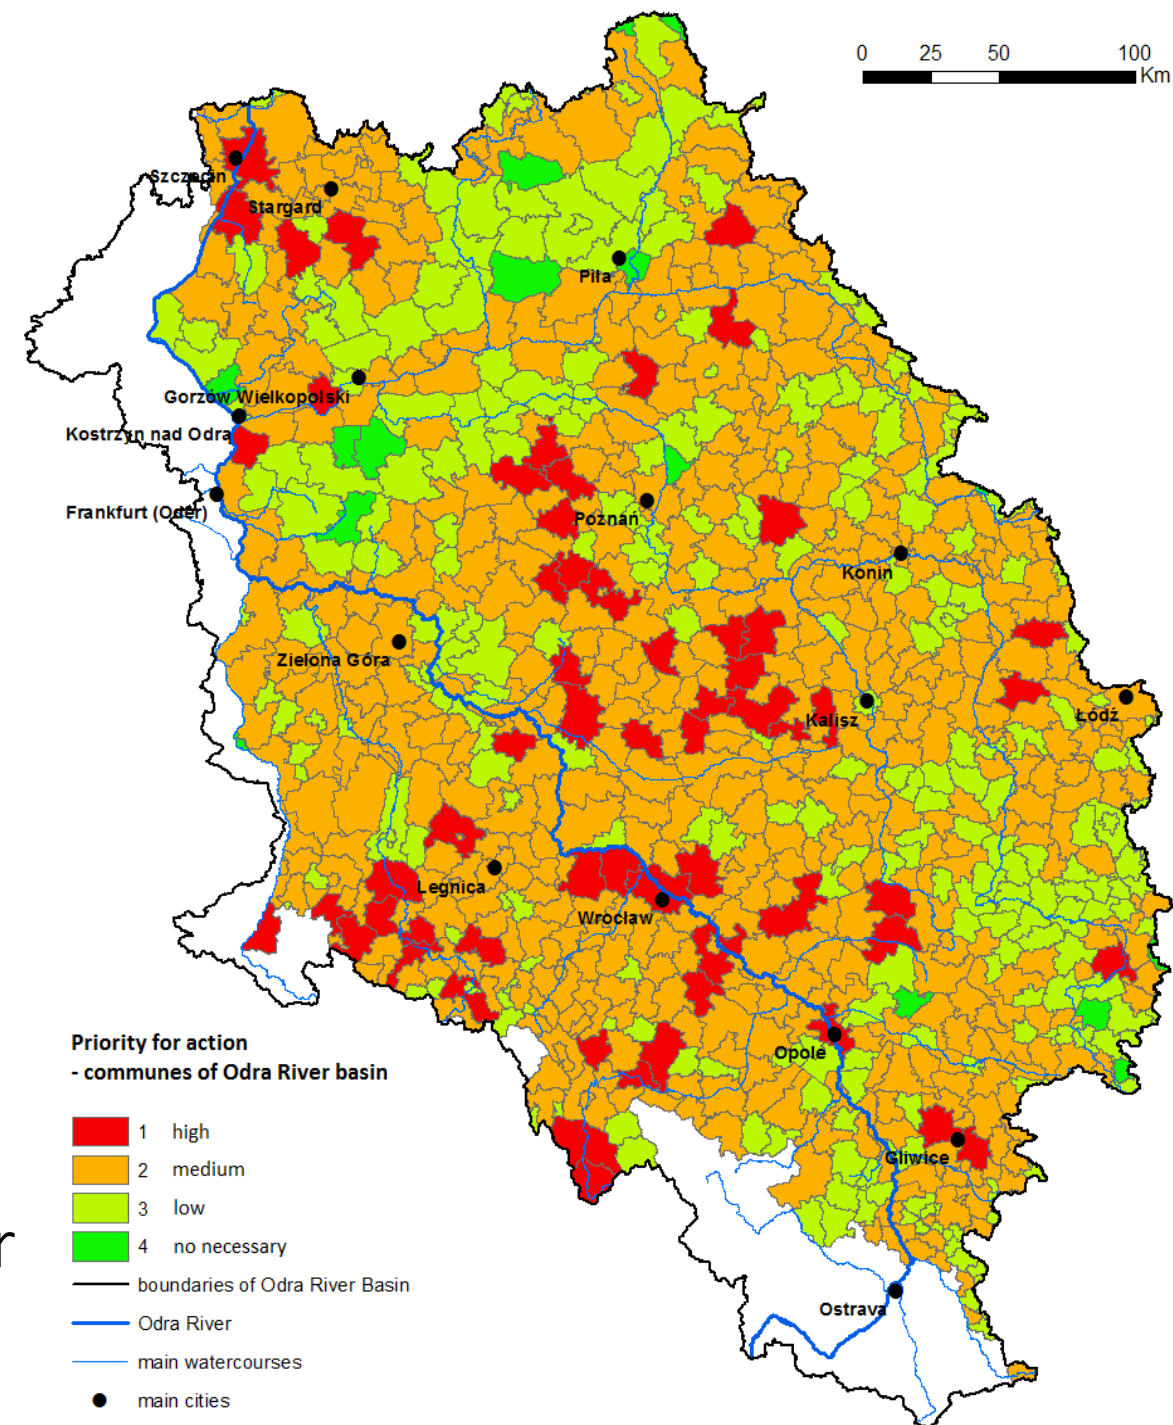 0 25 50 100
Km
Szczecin
Stargard
Piła
Gorzów Wielkopolski
Kostrzyn nad Odrą
Frankfurt (Oder)
Poznań
Konin
Zielona Góra
Kalisz
Łódź
Legnica
Wrocław
Opole
Gliwice
Ostrava
Priority for action
- communes of Odra River basin
1 high
2 medium
3 low
4 no necessary
r
boundaries of Odra River Basin
Odra River
main watercourses
main cities